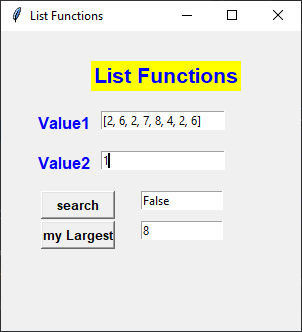 List Functions
List Functions
Value1 [2, 6, 2, 7, 8, 4, 2, 6]
Value2 1
search False
my Largest 8